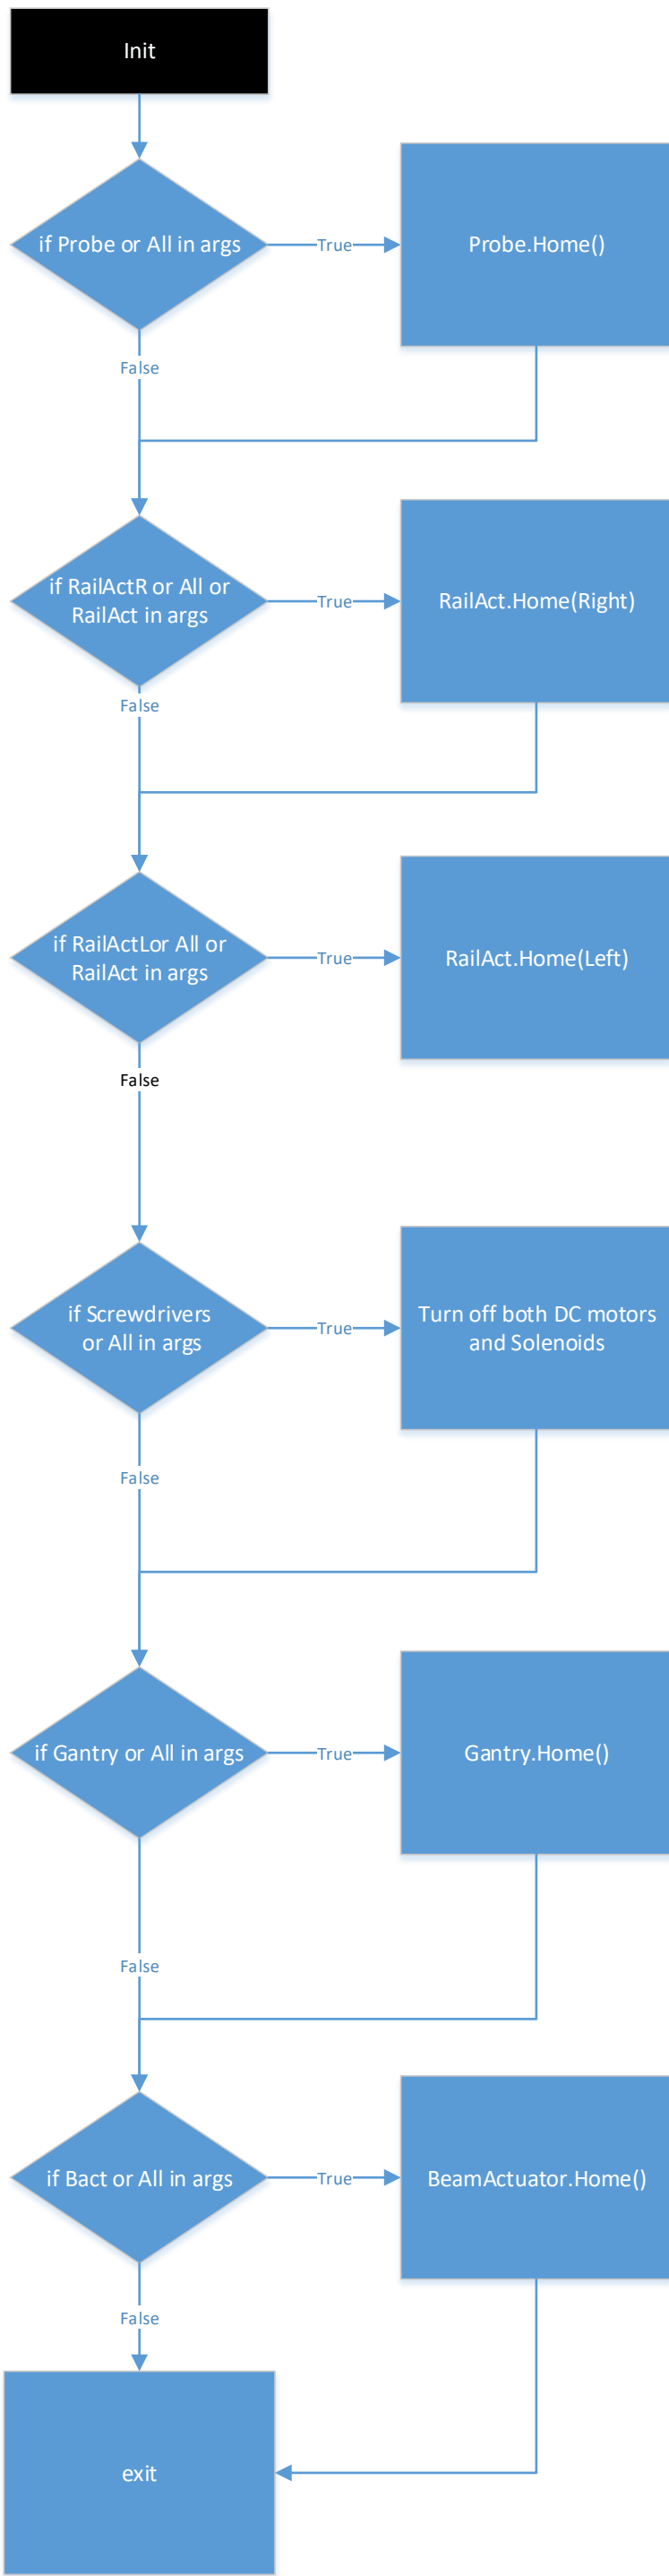 Init
if Probe or All in args
True
Probe.Home()
False
if RailActR or All or
RailAct in args
True
RailAct.Home(Right)
False
if RailActLor All or
RailAct in args
True
RailAct.Home(Left)
False
if Screwdrivers
or All in args
True
Turn off both DC motors
and Solenoids
False
if Gantry or All in args
True
Gantry.Home()
False
if Bact or All in args
True
BeamActuator.Home()
False
exit